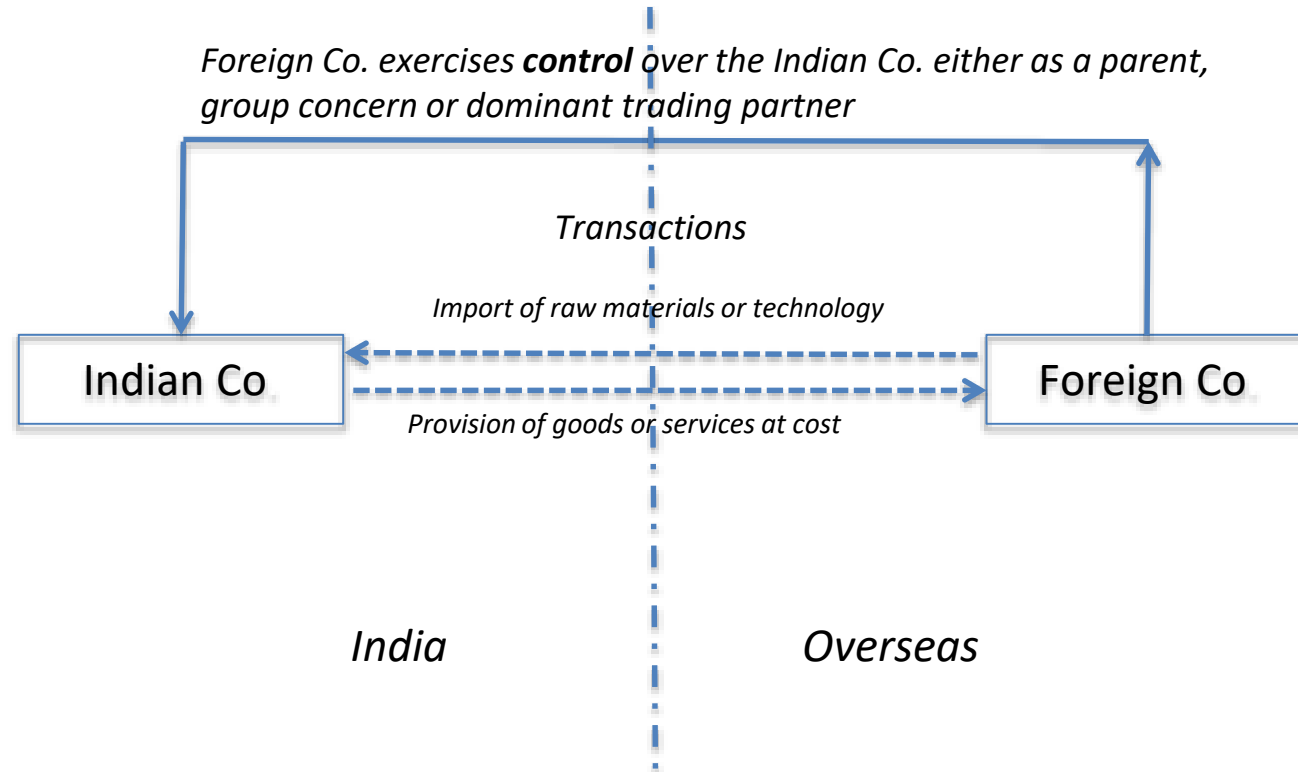 Foreign Co. exercises control over the Indian Co. either as a parent,
group concern or dominant trading partner
Transactions
Import of raw materials or technology
Indian Co.
Foreign Co.
Provision of goods or services at cost
India
Overseas